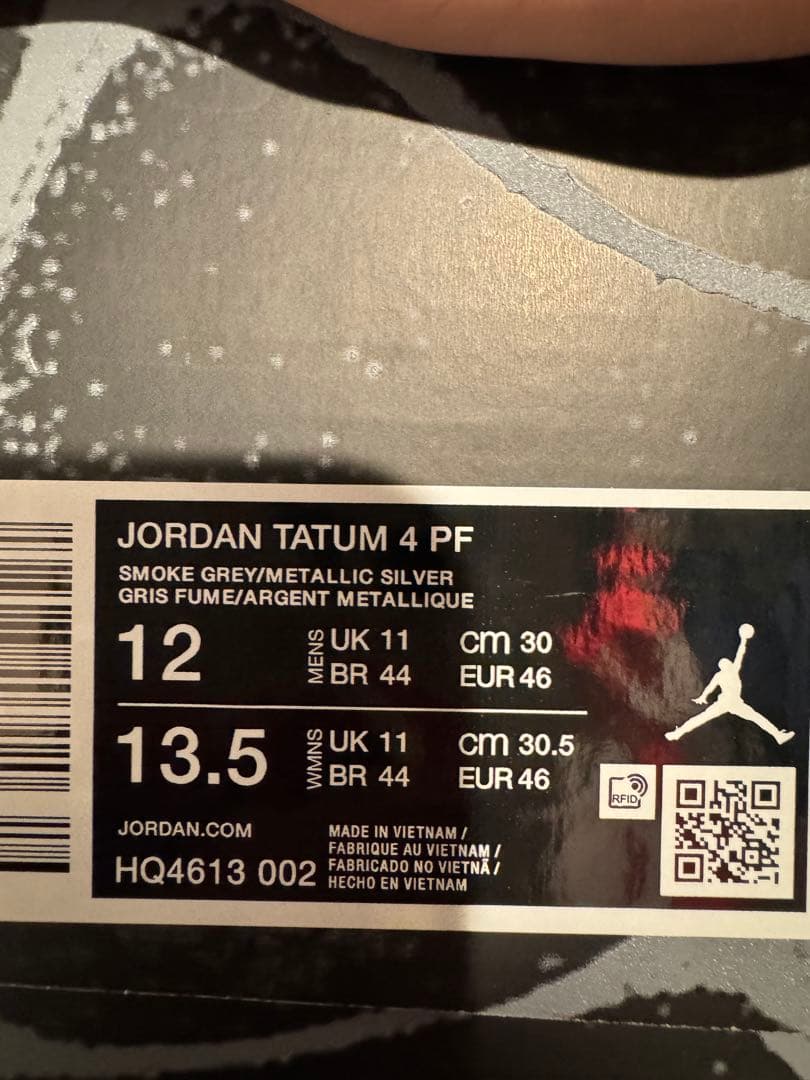 JORDAN TATUM 4 PF
SMOKE GREY/METALLIC SILVER
GRIS FUME/ARGENT METALLIQUE
12
MENS
UK 11
cm 30
BR 44
EUR 46
13.5
WMNS
UK 11
cm 30.5
BR 44
EUR 46
RFID
JORDAN.COM
HQ4613 002
MADE IN VIETNAM /
FABRIQUE AU VIETNAM /
FABRICADO NO VIETNÃ /
HECHO EN VIETNAM